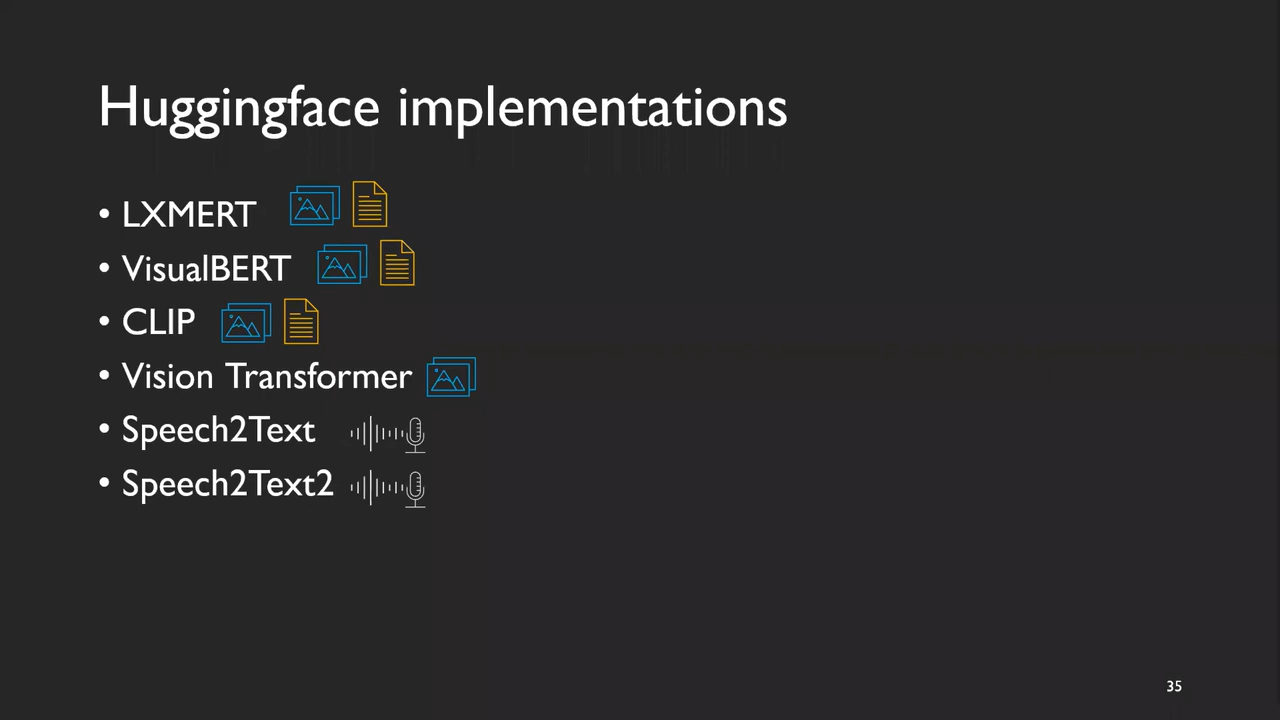 Huggingface implementations
• LXMERT
• VisualBERT
• CLIP
• Vision Transformer
• Speech2Text
• Speech2Text2
35